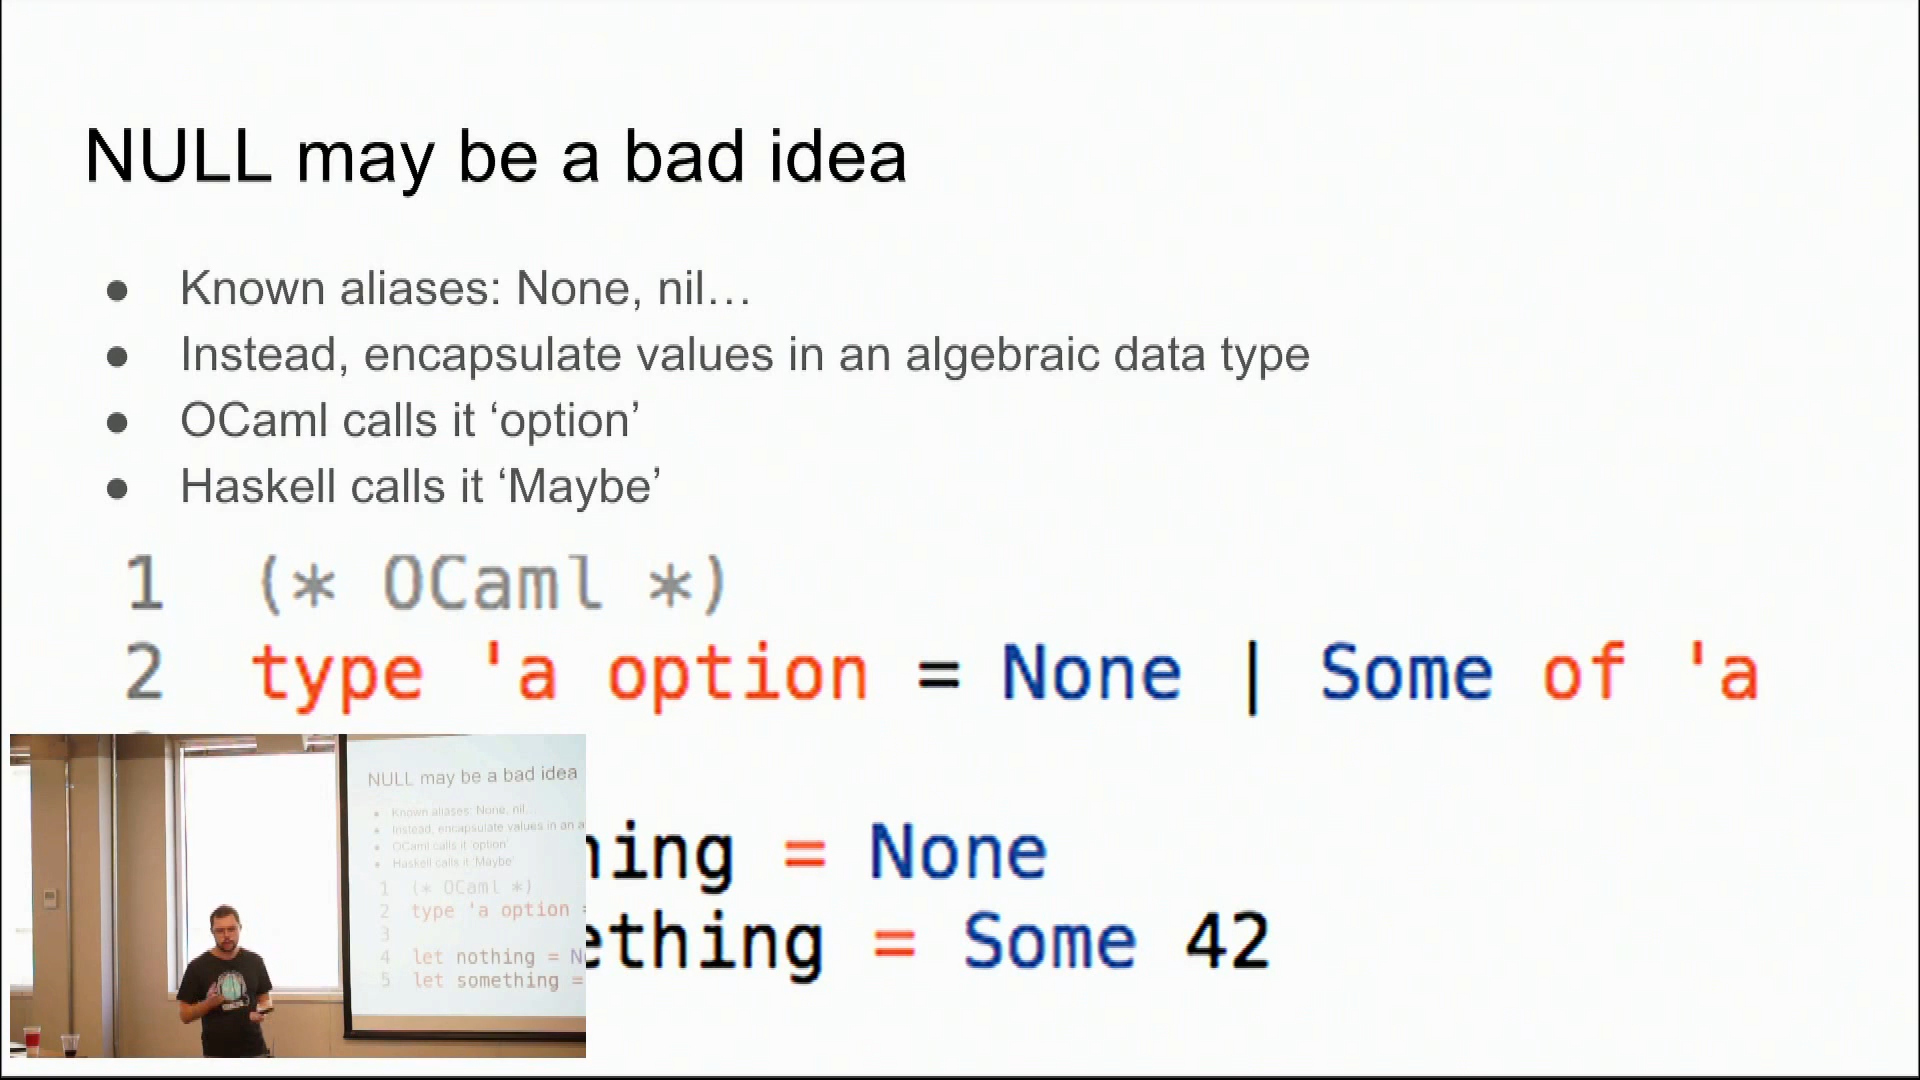 NULL may be a bad idea
● Known aliases: None, nil…
● Instead, encapsulate values in an algebraic data type
● OCaml calls it ‘option’
● Haskell calls it ‘Maybe’
1 (* OCaml *)
2 type 'a option = None | Some of 'a
hing = None
ething = Some 42
NULL may be a bad idea
● Known aliases: None, nil…
● Instead, encapsulate values in an a
● OCaml calls it ‘option’
● Haskell calls it ‘Maybe’
1 (* OCaml *)
2 type 'a option =
3
4 let nothing = N
5 let something =